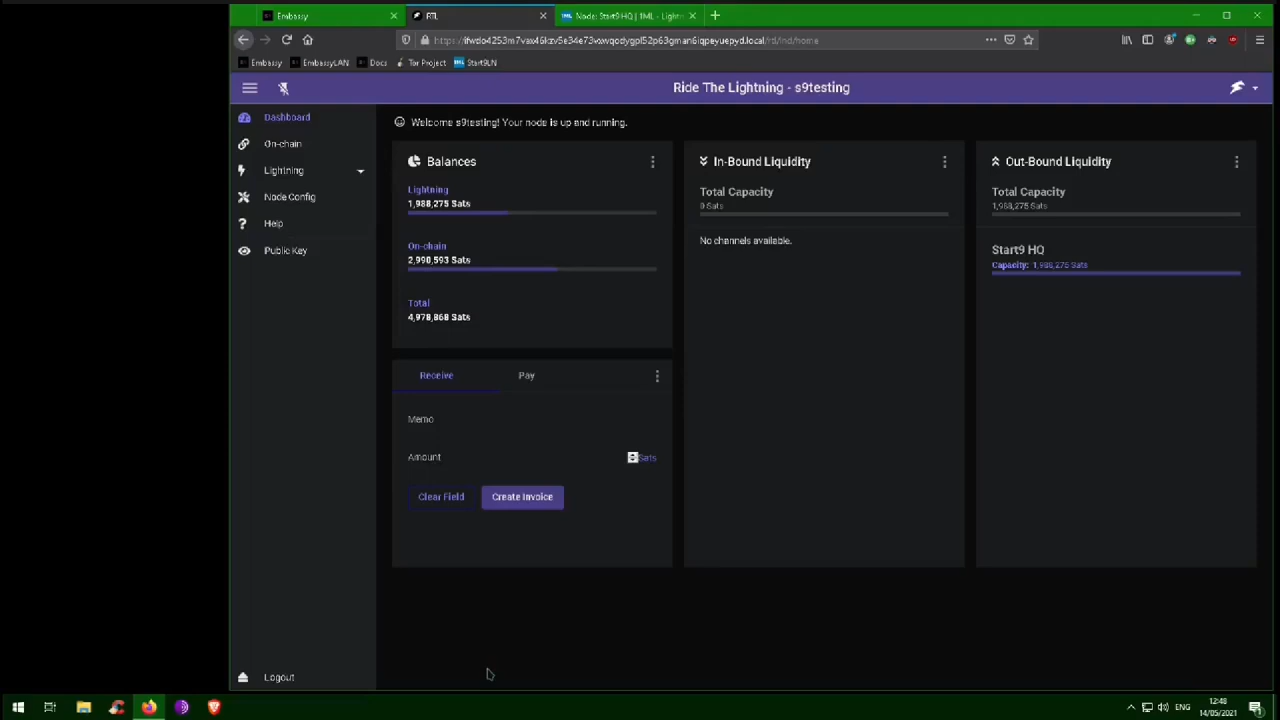 Embassy
RTL
Node: Start9 HQ | 1ML - Lightn
/rtl/lnd/home
Embassy
EmbassyLAN
Docs
Tor Project
Start9LN
Ride The Lightning - s9testing
Dashboard
On-chain
Lightning
Node Config
Help
Public Key
Logout
Welcome s9testing! Your node is up and running.
Balances
Lightning
1,988,275 Sats
On-chain
2,990,593 Sats
Total
4,978,868 Sats
In-Bound Liquidity
Total Capacity
0 Sats
No channels available.
Out-Bound Liquidity
Total Capacity
1,988,275 Sats
Start9 HQ
Capacity: 1,988,275 Sats
Receive
Pay
Memo
Amount
Sats
Clear Field
Create Invoice
ENG
12:48
14/05/2021